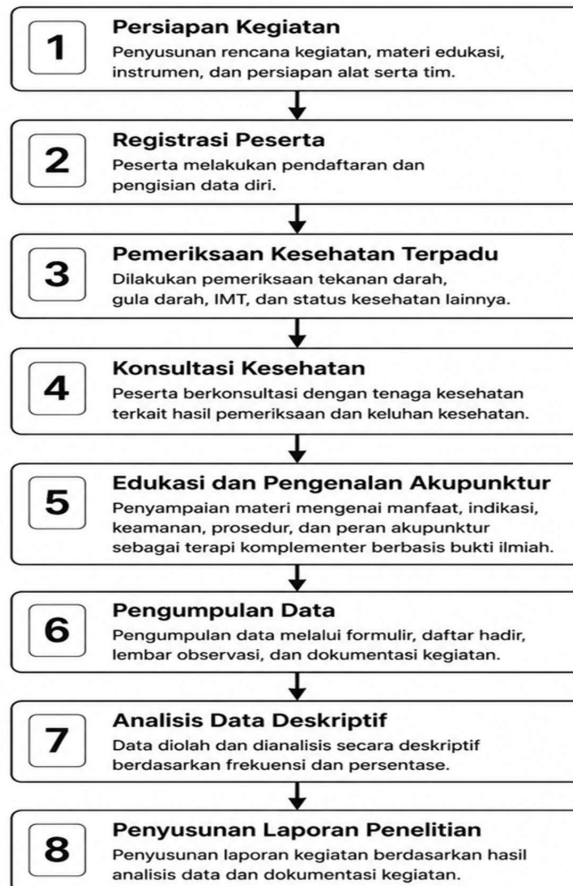 1
Persiapan Kegiatan
Penyusunan rencana kegiatan, materi edukasi,
instrumen, dan persiapan alat serta tim.
2
Registrasi Peserta
Peserta melakukan pendaftaran dan
pengisian data diri.
3
Pemeriksaan Kesehatan Terpadu
Dilakukan pemeriksaan tekanan darah,
gula darah, IMT, dan status kesehatan lainnya.
4
Konsultasi Kesehatan
Peserta berkonsultasi dengan tenaga kesehatan
terkait hasil pemeriksaan dan keluhan kesehatan.
5
Edukasi dan Pengenalan Akupunktur
Penyampaian materi mengenai manfaat, indikasi,
keamanan, prosedur, dan peran akupunktur
sebagai terapi komplementer berbasis bukti ilmiah.
6
Pengumpulan Data
Pengumpulan data melalui formulir, daftar hadir,
lembar observasi, dan dokumentasi kegiatan.
7
Analisis Data Deskriptif
Data diolah dan dianalisis secara deskriptif
berdasarkan frekuensi dan persentase.
8
Penyusunan Laporan Penelitian
Penyusunan laporan kegiatan berdasarkan hasil
analisis data dan dokumentasi kegiatan.